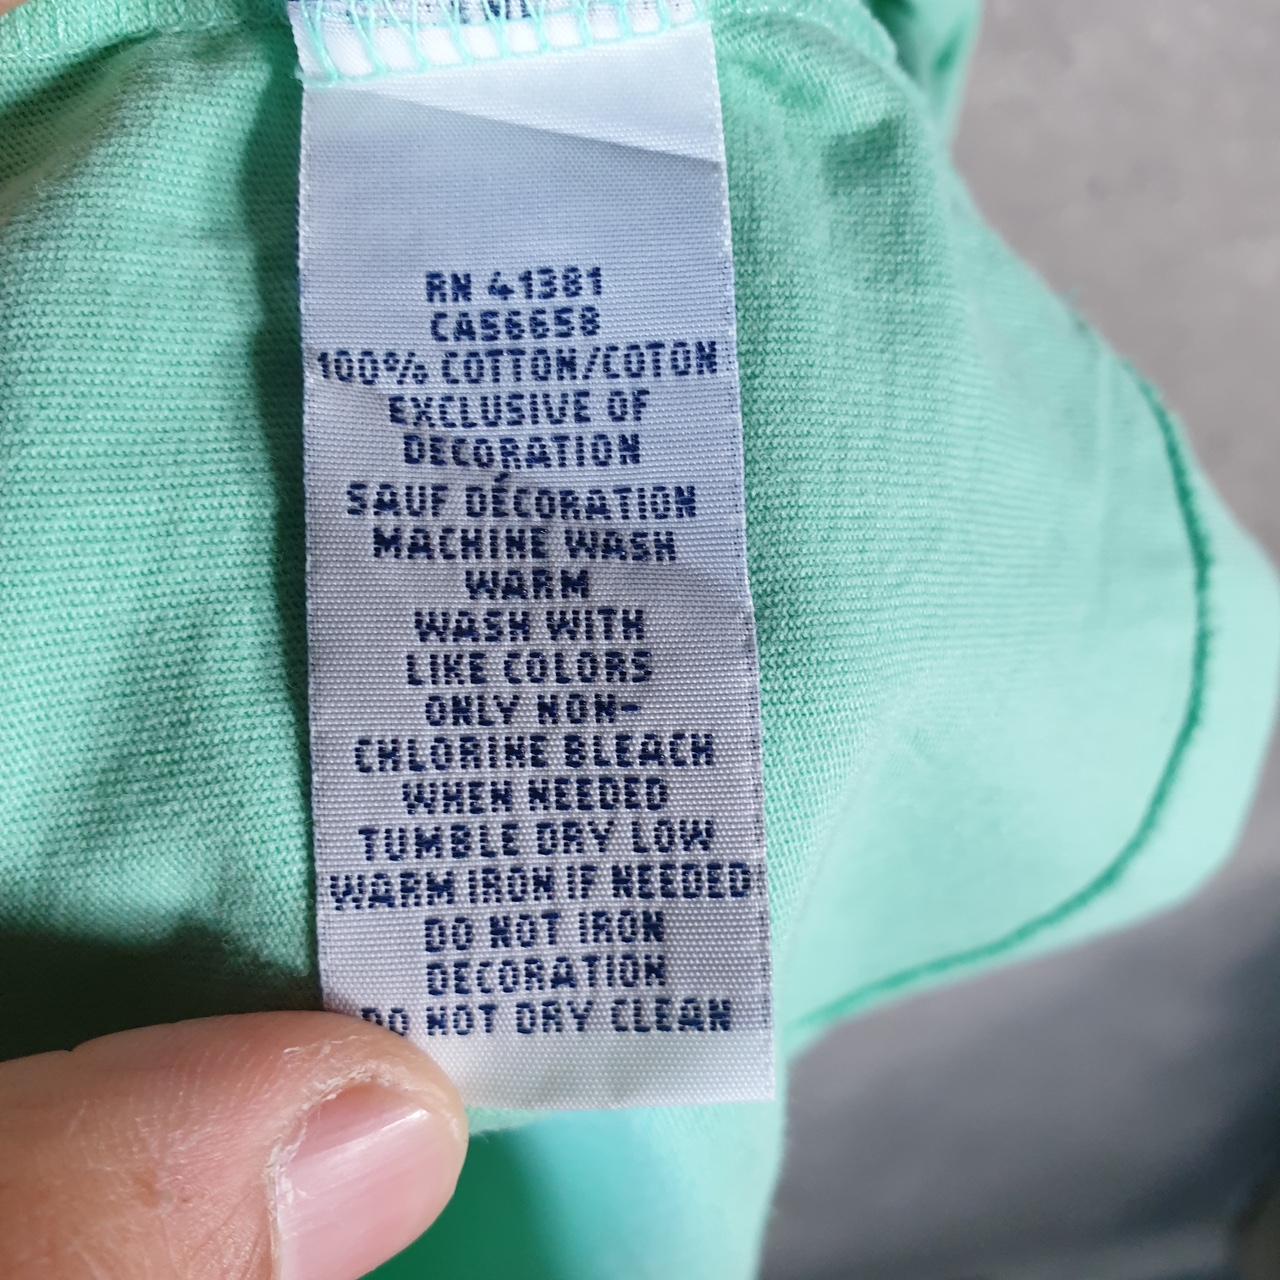 RN 41381
CA56658
100% COTTON/COTON
EXCLUSIVE OF
DECORATION
SAUF DÉCORATION
MACHINE WASH
WARM
WASH WITH
LIKE COLORS
ONLY NON-
CHLORINE BLEACH
WHEN NEEDED
TUMBLE DRY LOW
WARM IRON IF NEEDED
DO NOT IRON
DECORATION
DO NOT DRY CLEAN